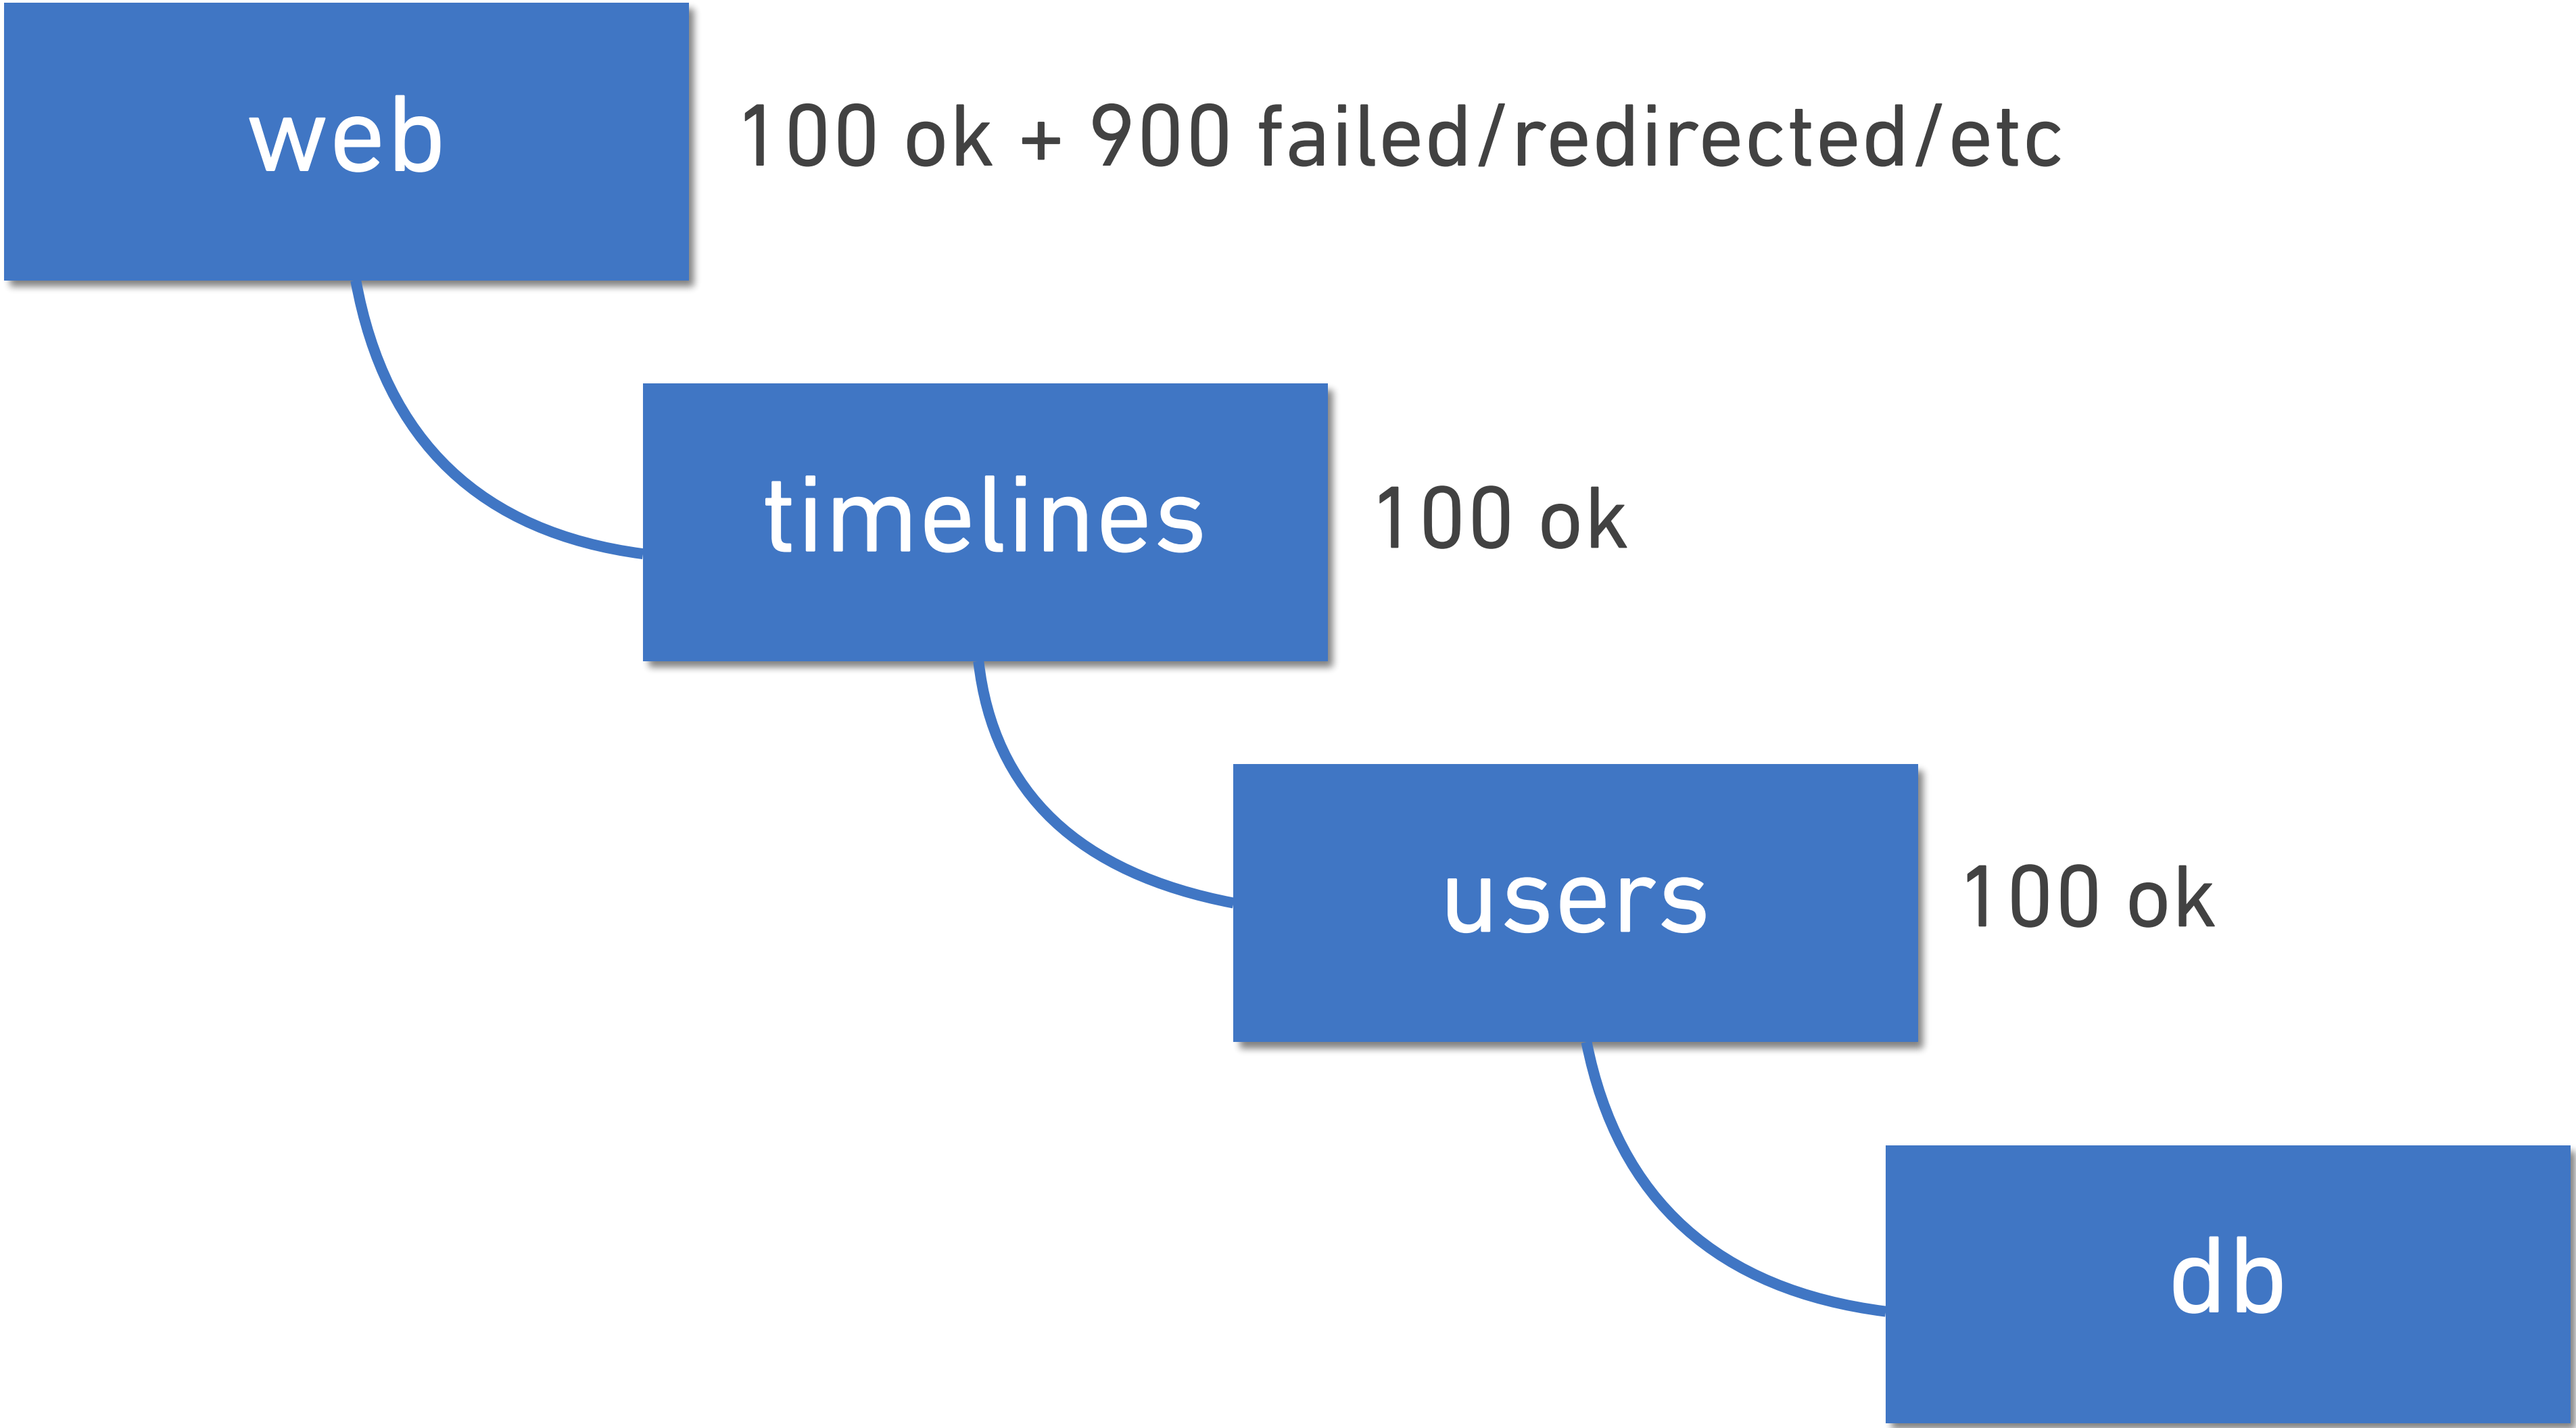 web
100 ok + 900 failed/redirected/etc
timelines
100 ok
users
100 ok
db